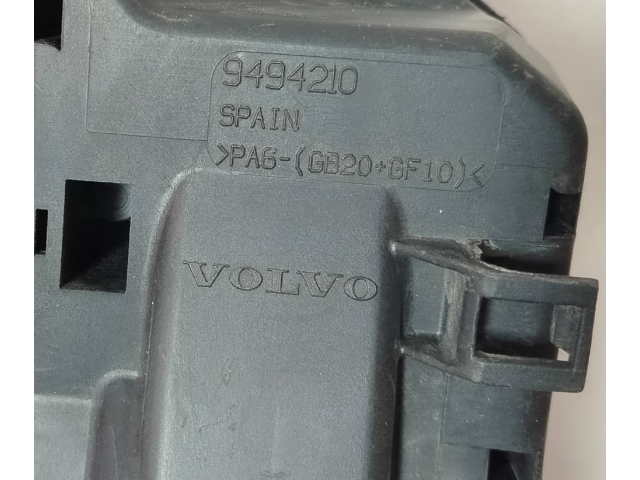 9494210
SPAIN
>PA6-(GB20+GF10)<
VOLVO